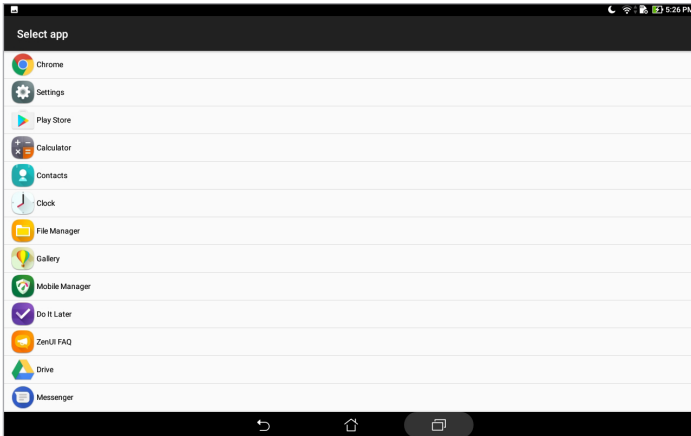 5:26 PM
Select app
Chrome
Settings
Play Store
Calculator
Contacts
Clock
File Manager
Gallery
Mobile Manager
Do It Later
ZenUI FAQ
Drive
Messenger